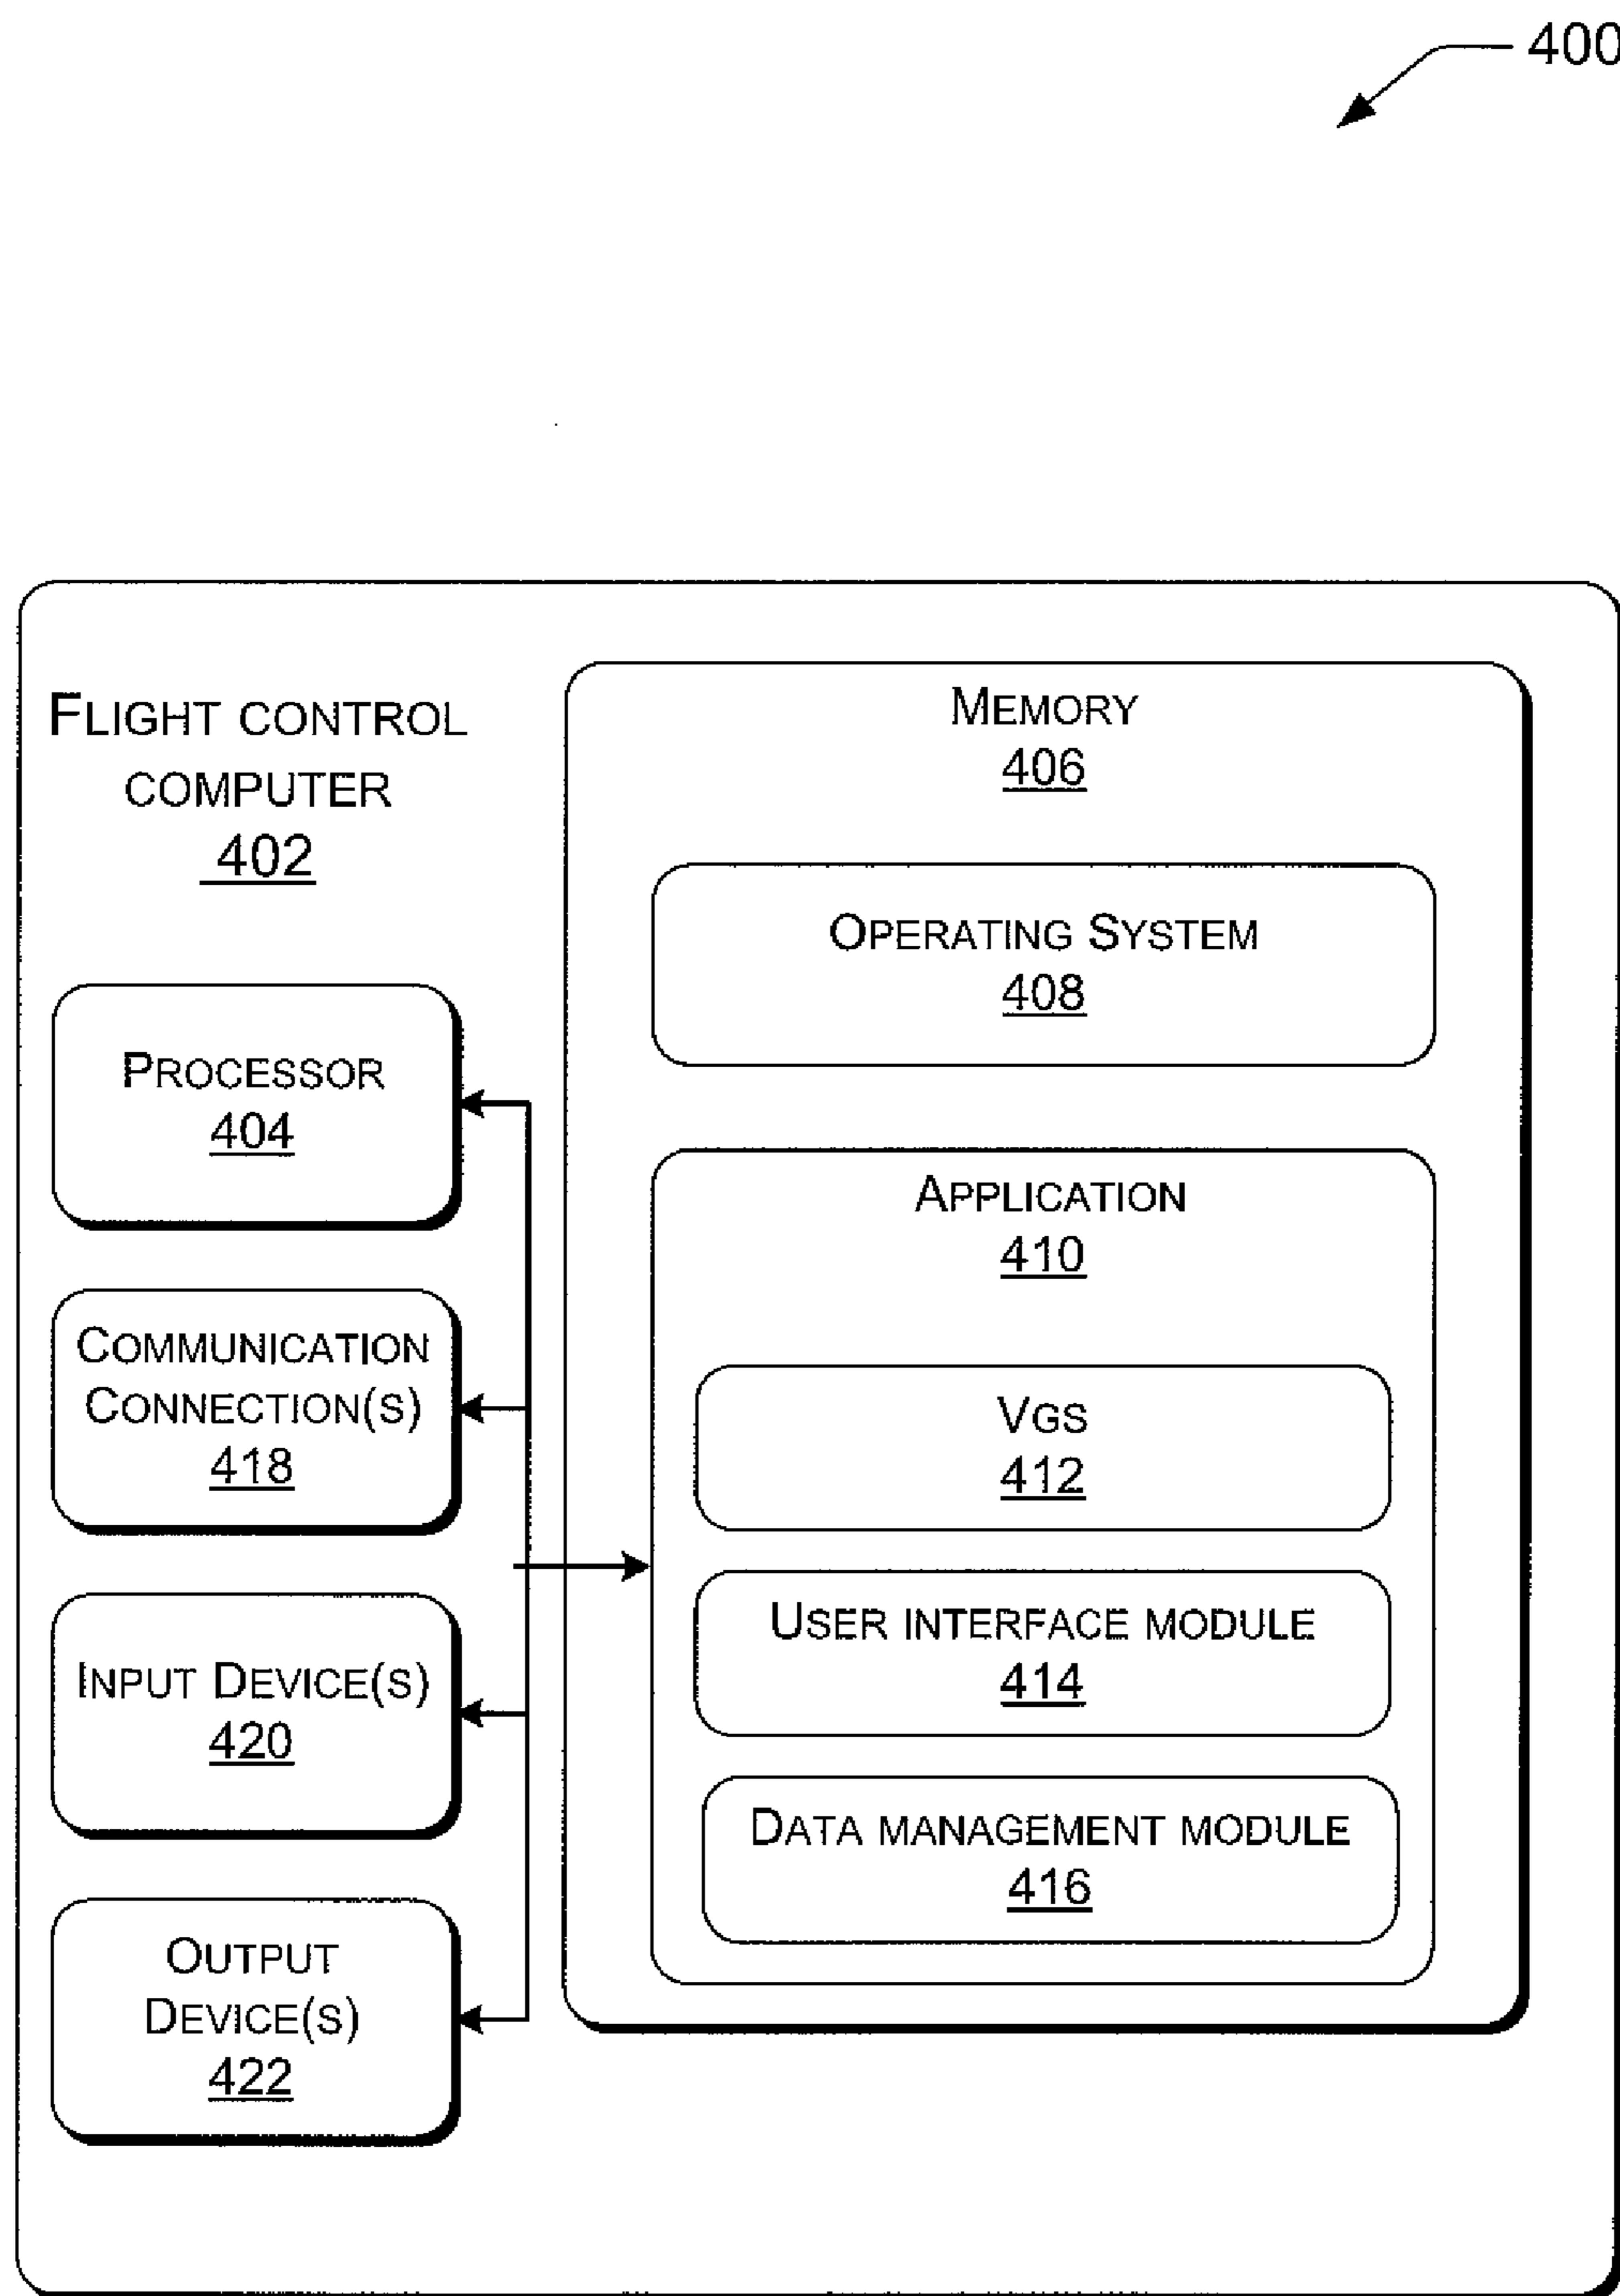 400
FLIGHT CONTROL
COMPUTER
402
PROCESSOR
404
COMMUNICATION
CONNECTION(S)
418
INPUT DEVICE(S)
420
OUTPUT
DEVICE(S)
422
MEMORY
406
OPERATING SYSTEM
408
APPLICATION
410
VGS
412
USER INTERFACE MODULE
414
DATA MANAGEMENT MODULE
416